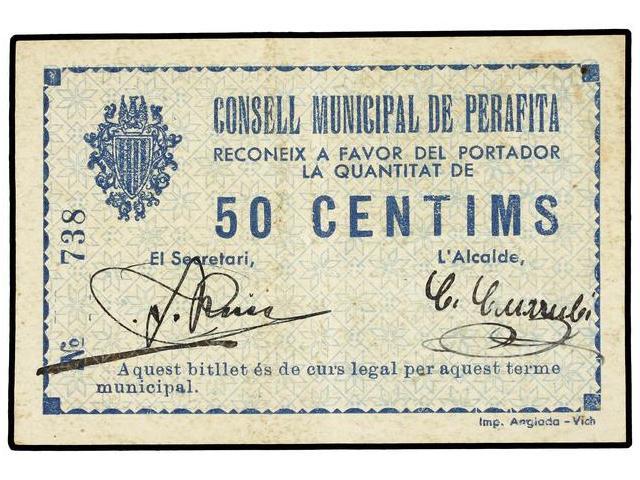 CONSELL MUNICIPAL DE PERAFITA
RECONEIX A FAVOR DEL PORTADOR
LA QUANTITAT DE
50 CENTIMS
El Secretari,
L'Alcalde,
Nº 738
Aquest bitllet és de curs legal per aquest terme
municipal.
Imp. Anglada - Vich